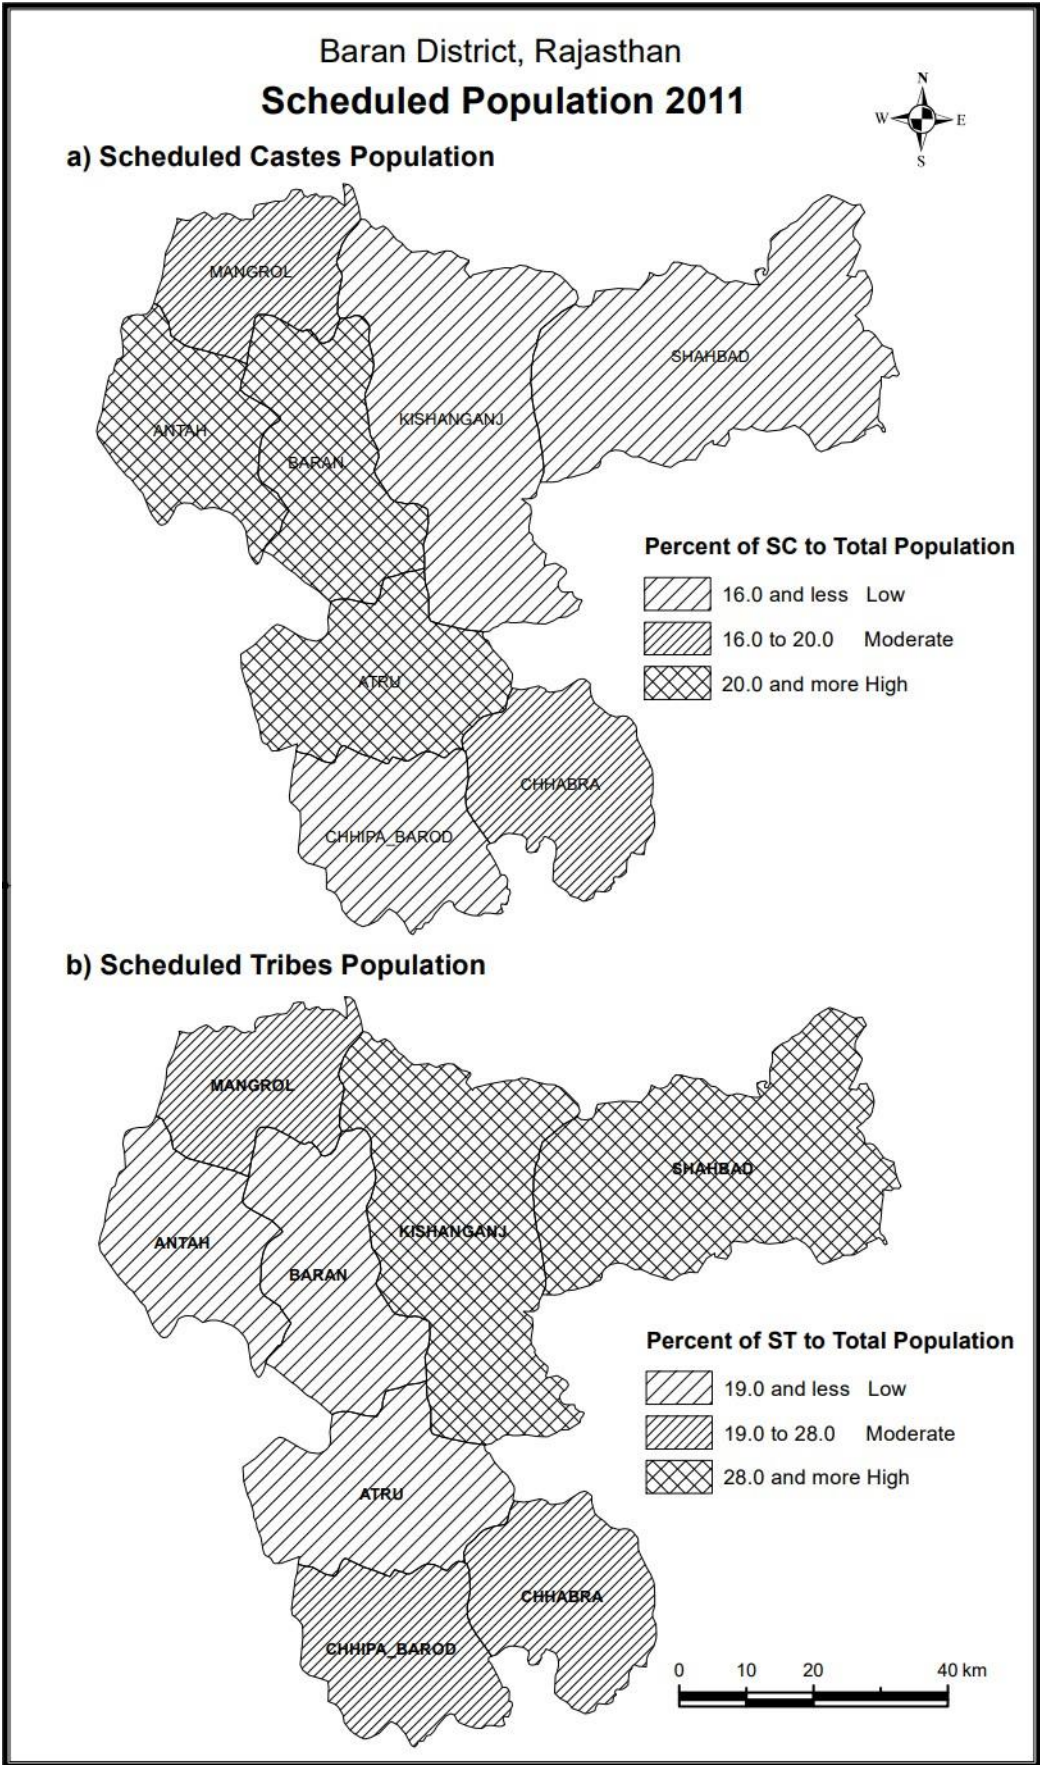 Baran District, Rajasthan
Scheduled Population 2011
N
W E
S
a) Scheduled Castes Population
MANGROL
SHAHBAD
KISHANGANJ
ANTAH
BARAN
Percent of SC to Total Population
16.0 and less Low
16.0 to 20.0 Moderate
20.0 and more High
ATRU
CHHABRA
CHHIPA_BAROD
b) Scheduled Tribes Population
MANGROL
SHAHBAD
KISHANGANJ
ANTAH
BARAN
Percent of ST to Total Population
19.0 and less Low
19.0 to 28.0 Moderate
28.0 and more High
ATRU
CHHABRA
CHHIPA_BAROD
0 10 20 40 km